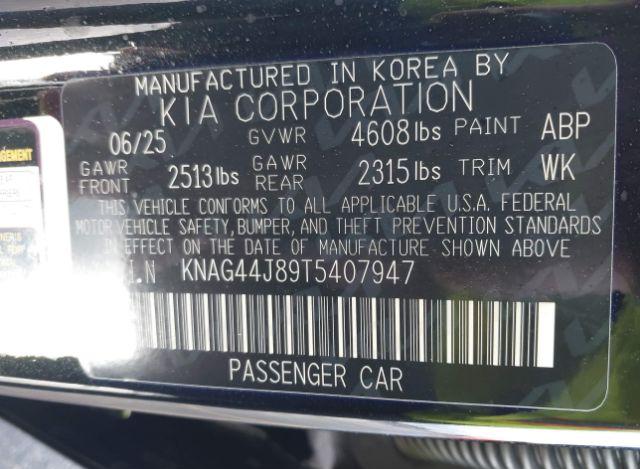 MANUFACTURED IN KOREA BY
KIA CORPORATION
06/25 GVWR 4608 lbs PAINT ABP
GAWR FRONT 2513 lbs GAWR REAR 2315 lbs TRIM WK
THIS VEHICLE CONFORMS TO ALL APPLICABLE U.S.A. FEDERAL
MOTOR VEHICLE SAFETY, BUMPER, AND THEFT PREVENTION STANDARDS
IN EFFECT ON THE DATE OF MANUFACTURE SHOWN ABOVE
I.N KNAG44J89T5407947
PASSENGER CAR